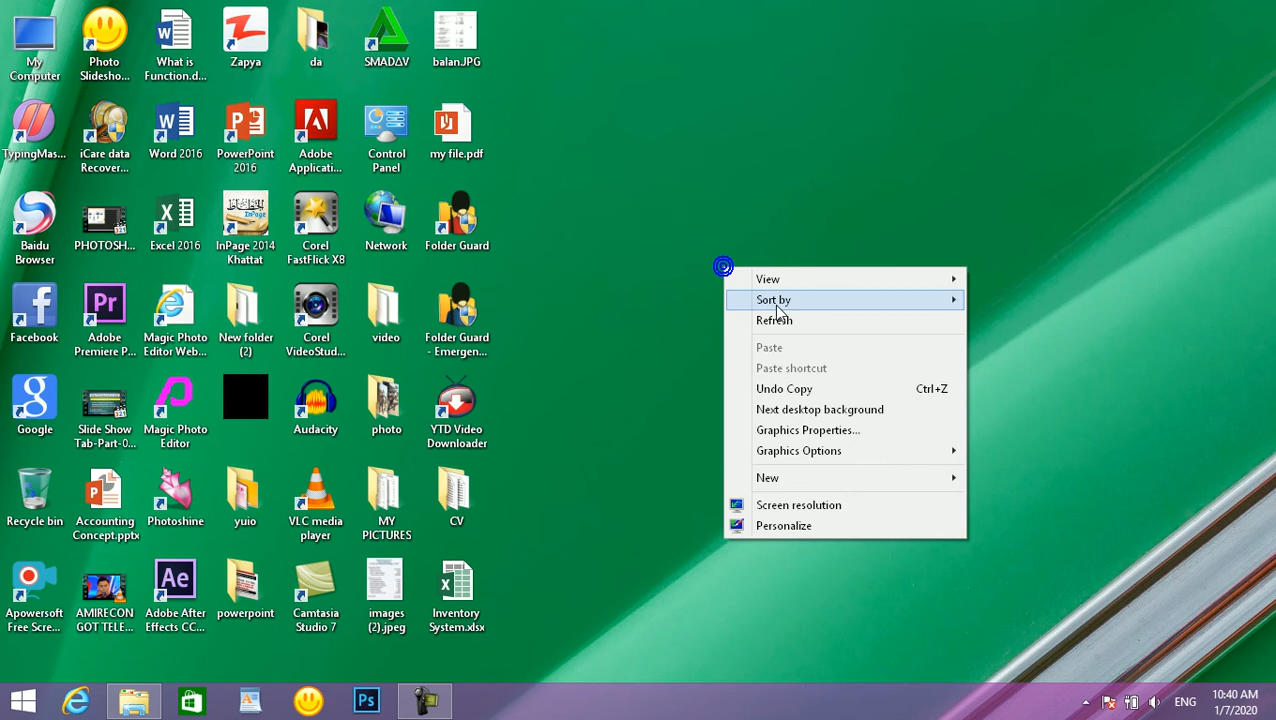 My
Computer
Photo
Slidesho...
What is
Function.d...
Zapya
da
SMADΔV
balan.JPG
TypingMas...
iCare data
Recover...
Word 2016
PowerPoint
2016
Adobe
Applicati...
Control
Panel
my file.pdf
Baidu
Browser
PHOTOSH...
Excel 2016
InPage 2014
Khattat
Corel
FastFlick X8
Network
Folder Guard
Facebook
Adobe
Premiere P...
Magic Photo
Editor Web...
New folder
(2)
Corel
VideoStud...
video
Folder Guard
- Emergen...
Google
Slide Show
Tab-Part-0...
Magic Photo
Editor
Audacity
photo
YTD Video
Downloader
Recycle bin
Accounting
Concept.pptx
Photoshine
yuio
VLC media
player
MY
PICTURES
CV
Apowersoft
Free Scre...
AMIRECON
GOT TELE...
Adobe After
Effects CC...
powerpoint
Camtasia
Studio 7
images
(2).jpeg
Inventory
System.xlsx
View
Sort by
Refresh
Paste
Paste shortcut
Undo Copy Ctrl+Z
Next desktop background
Graphics Properties...
Graphics Options
New
Screen resolution
Personalize
Ps
ENG
10:40 AM
1/7/2020